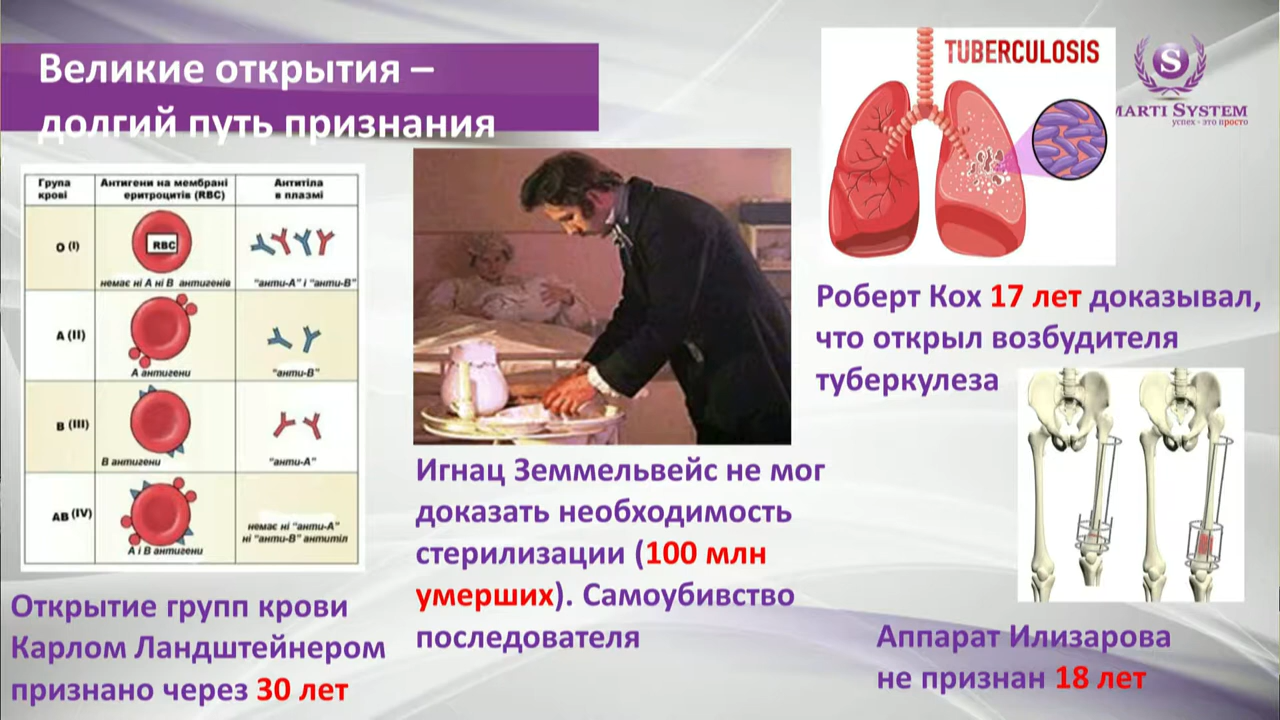 Великие открытия –
долгий путь признания
TUBERCULOSIS
S
MARTI SYSTEM
успех - это просто
Група крові
Антигени на мембрані еритроцитів (RBC)
Антитіла в плазмі
O (I)
RBC
немає ні А ні В антигенів
"анти-А" і "анти-В"
A (II)
А антигени
"анти-В"
B (III)
В антигени
"анти-А"
AB (IV)
А і В антигени
немає ні "анти-А"
ні "анти-В" антитіл
Открытие групп крови
Карлом Ландштейнером
признано через 30 лет
Игнац Земмельвейс не мог
доказать необходимость
стерилизации (100 млн
умерших). Самоубивство
последователя
Роберт Кох 17 лет доказывал,
что открыл возбудителя
туберкулеза
Аппарат Илизарова
не признан 18 лет